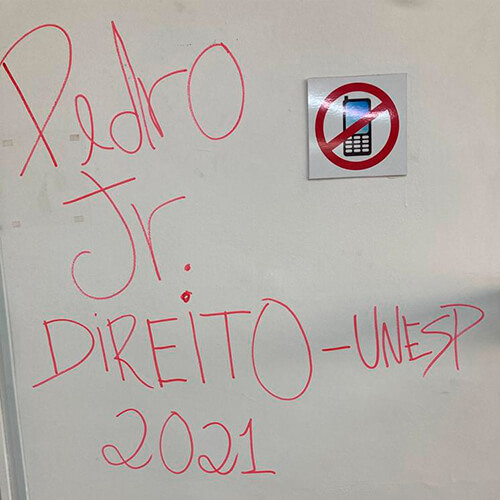 Pedro
Jr.
DiREiTO - UNESP
2021